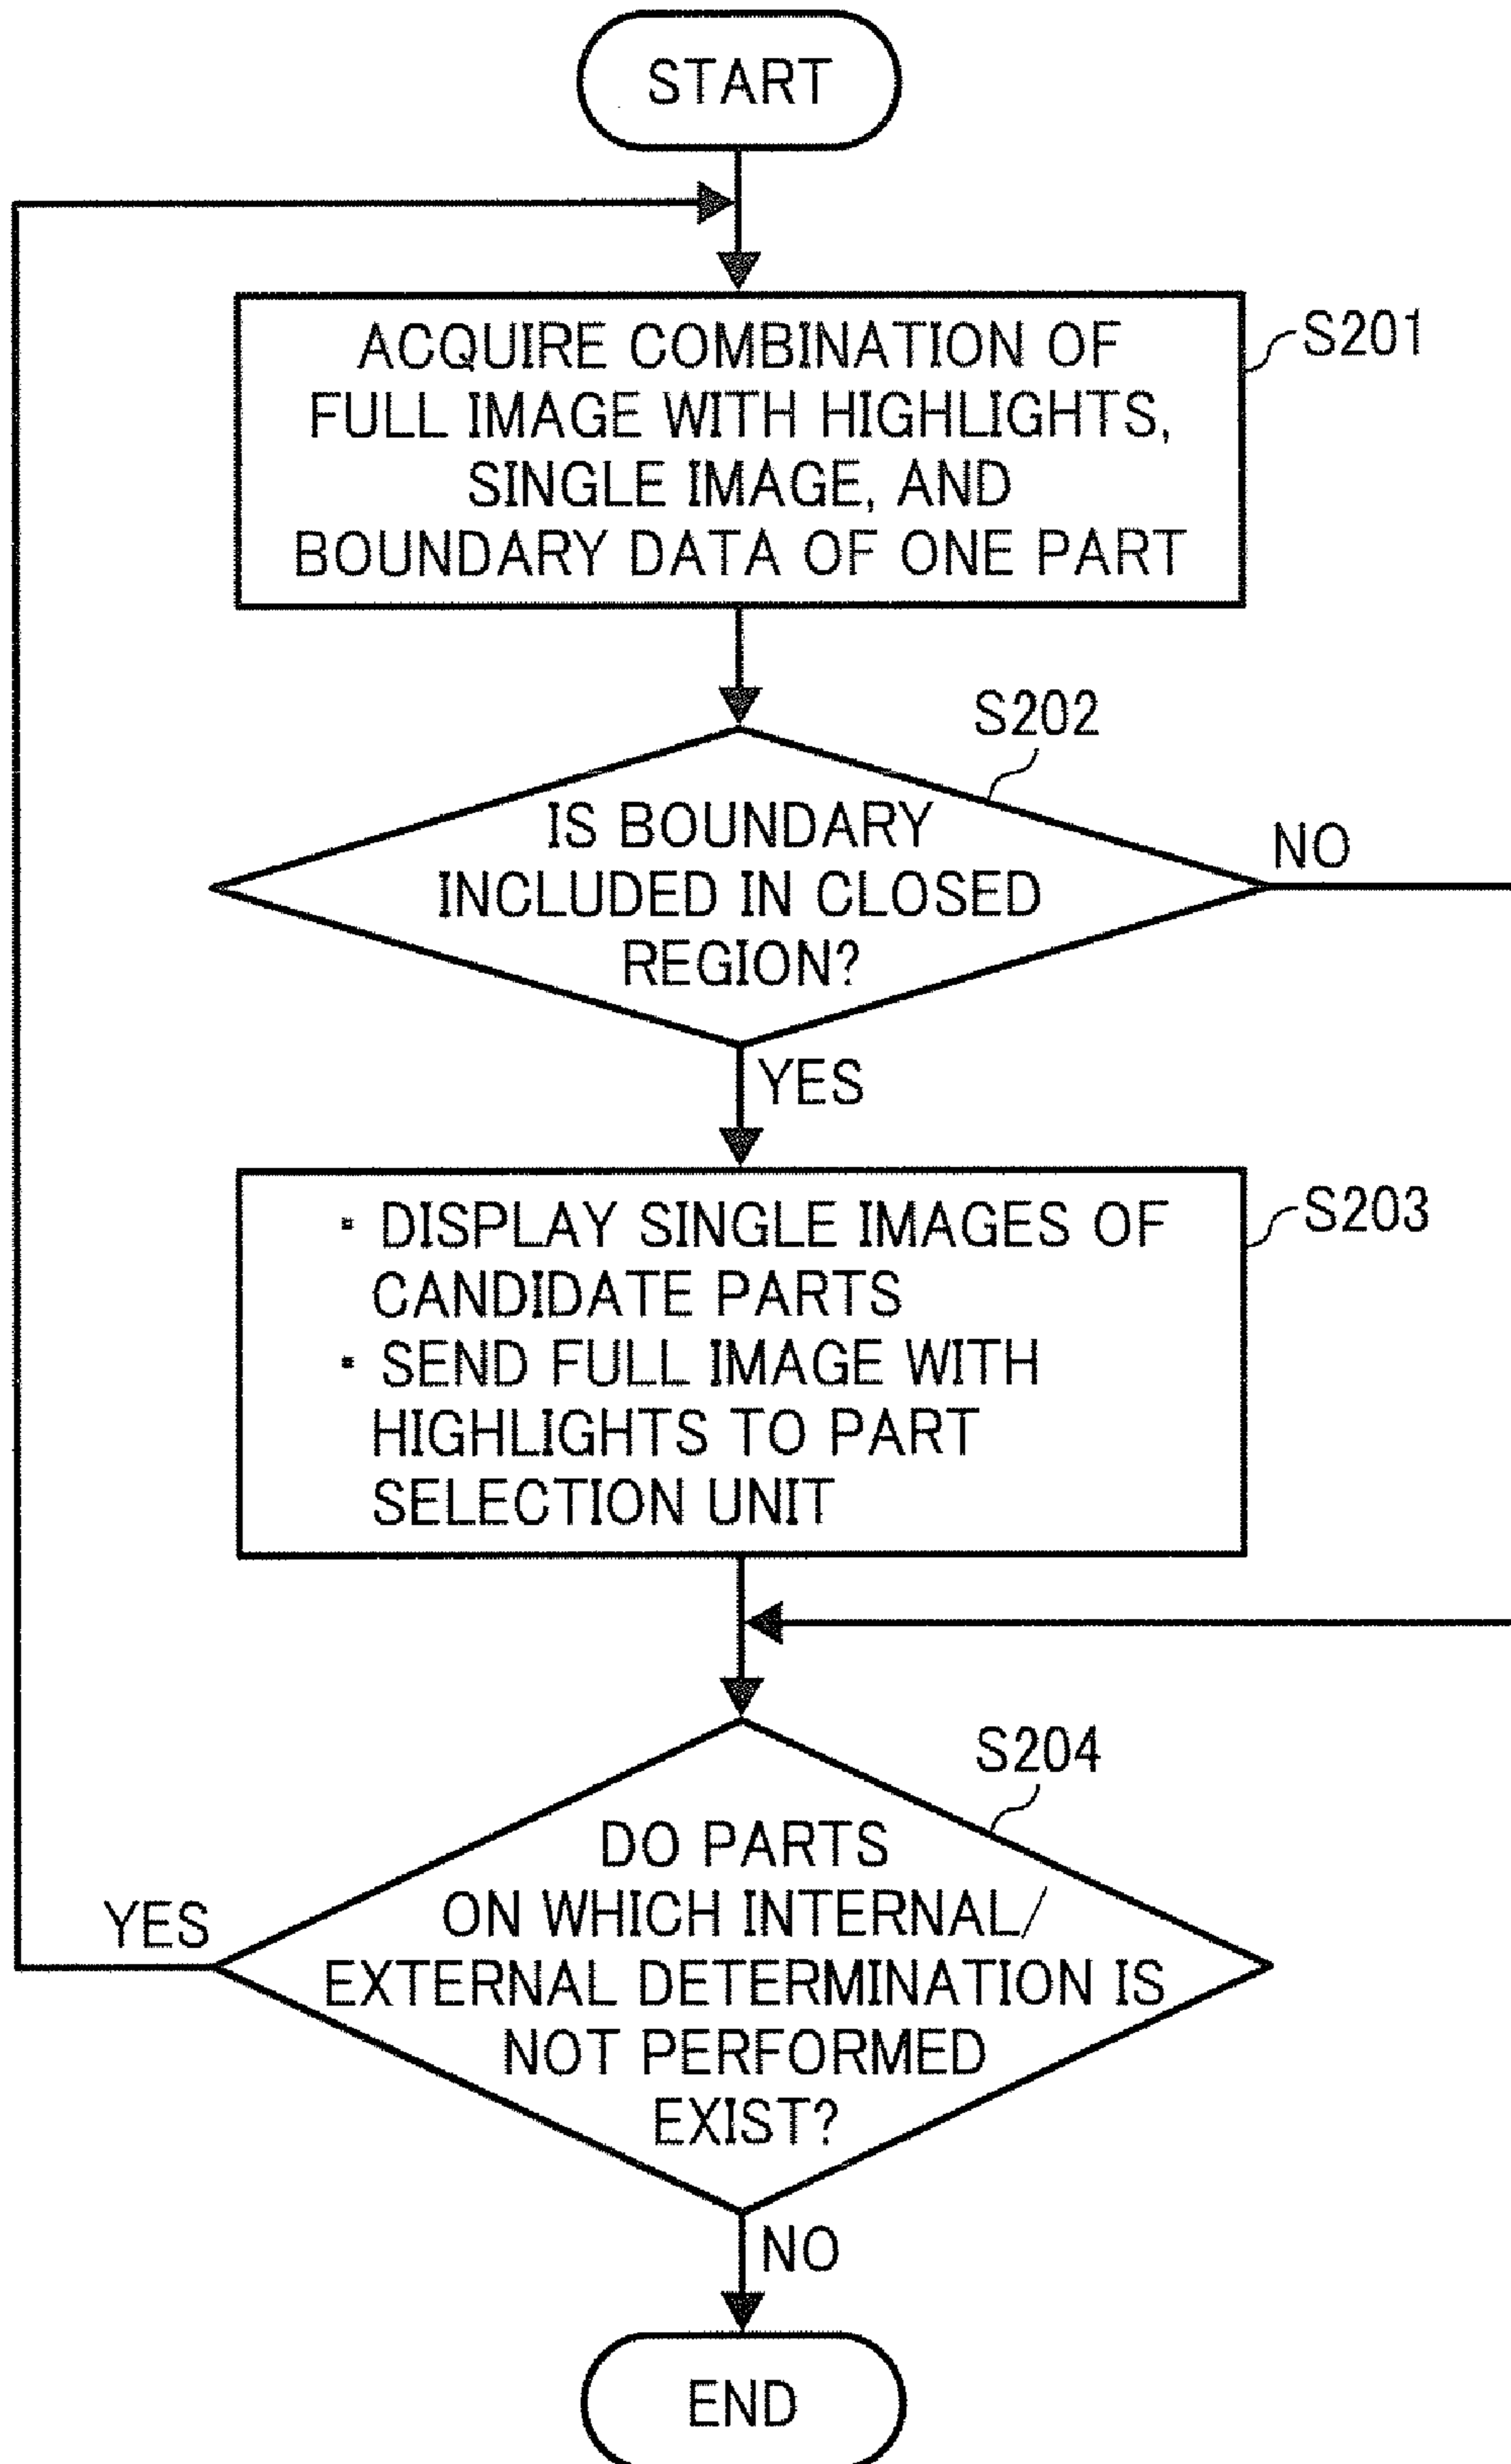 START
ACQUIRE COMBINATION OF
FULL IMAGE WITH HIGHLIGHTS,
SINGLE IMAGE, AND
BOUNDARY DATA OF ONE PART
S201
S202
IS BOUNDARY
INCLUDED IN CLOSED
REGION?
NO
YES
· DISPLAY SINGLE IMAGES OF
CANDIDATE PARTS
· SEND FULL IMAGE WITH
HIGHLIGHTS TO PART
SELECTION UNIT
S203
S204
DO PARTS
ON WHICH INTERNAL/
EXTERNAL DETERMINATION IS
NOT PERFORMED
EXIST?
YES
NO
END